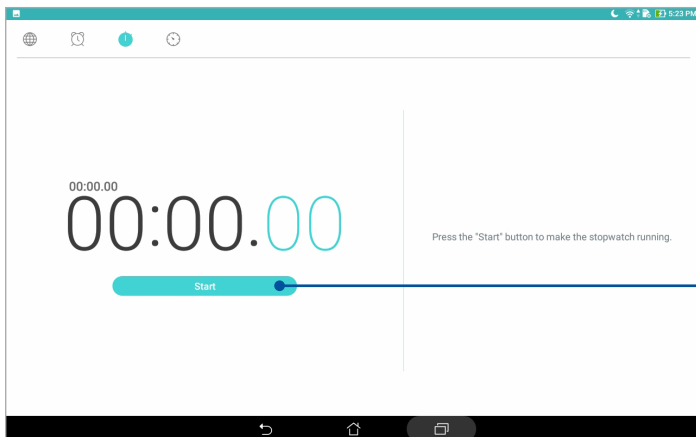 5:23 PM
00:00.00
00:00.00
Start
Press the "Start" button to make the stopwatch running.